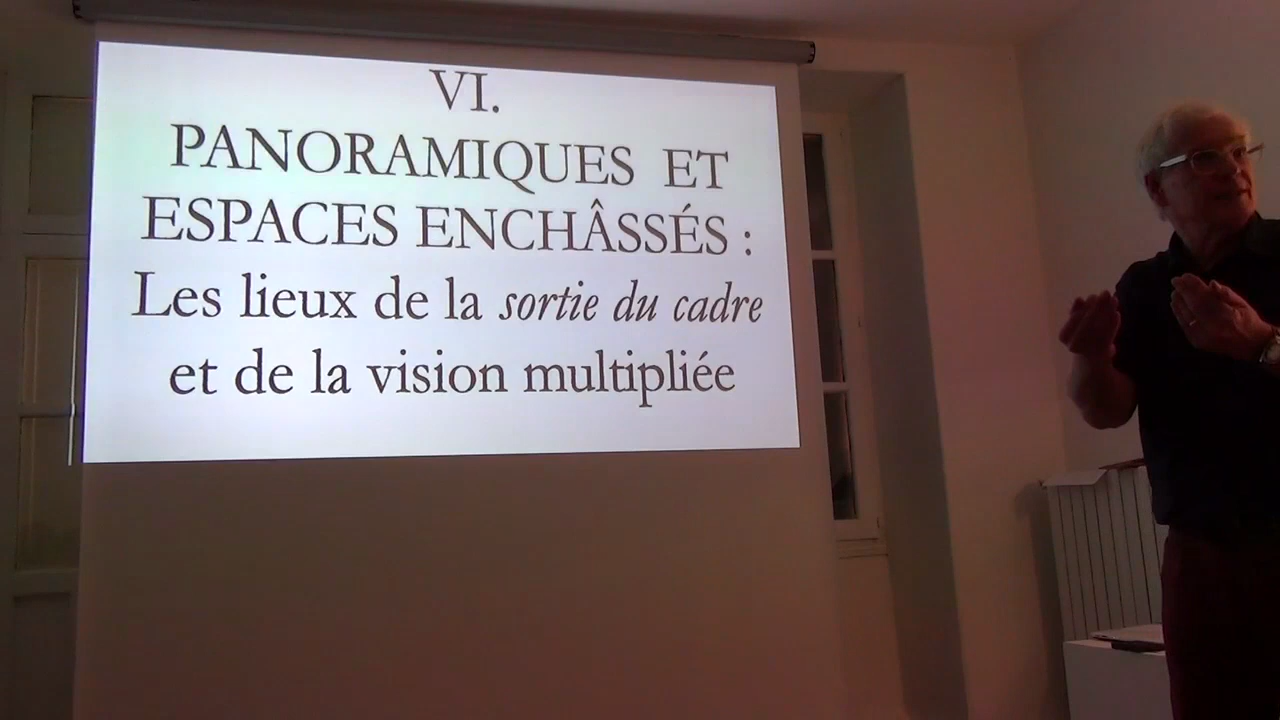 VI.
PANORAMIQUES ET
ESPACES ENCHÂSSÉS :
Les lieux de la sortie du cadre
et de la vision multipliée